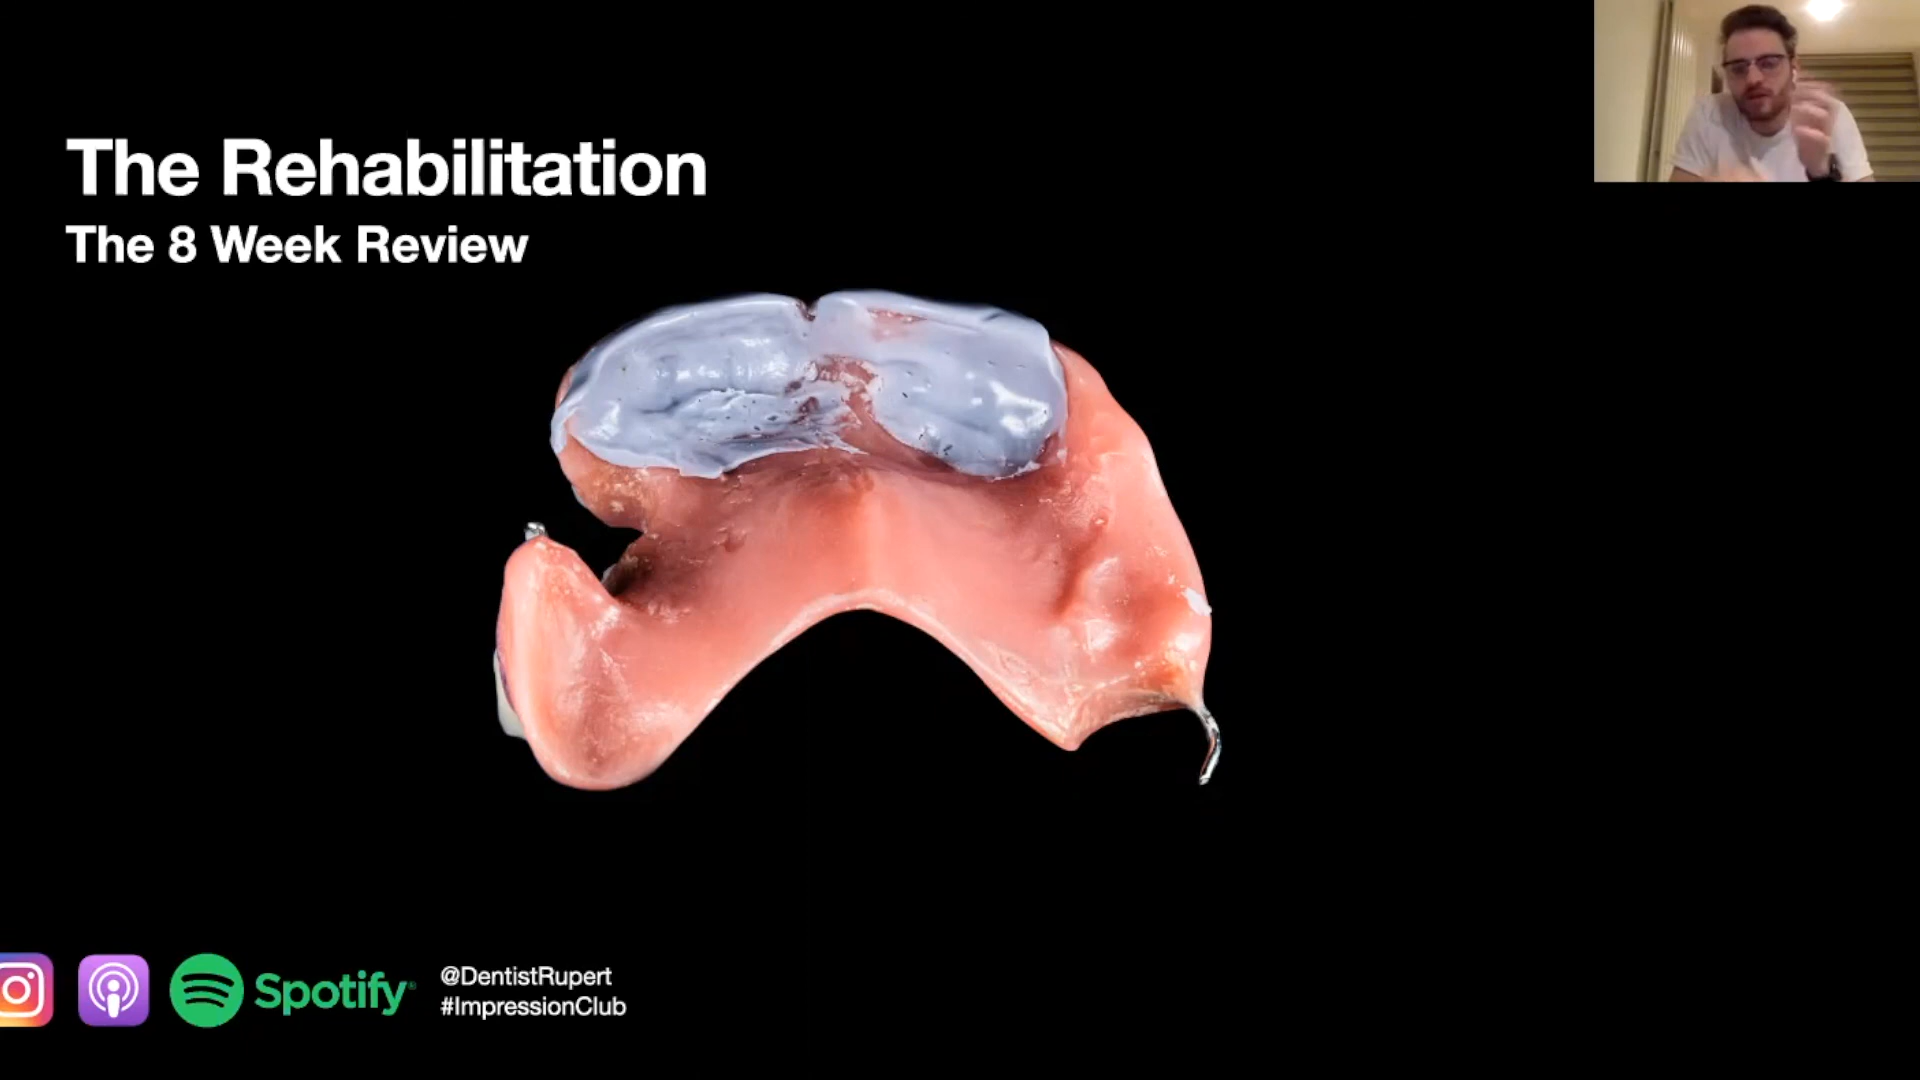 The Rehabilitation
The 8 Week Review
Spotify®
@DentistRupert
#ImpressionClub